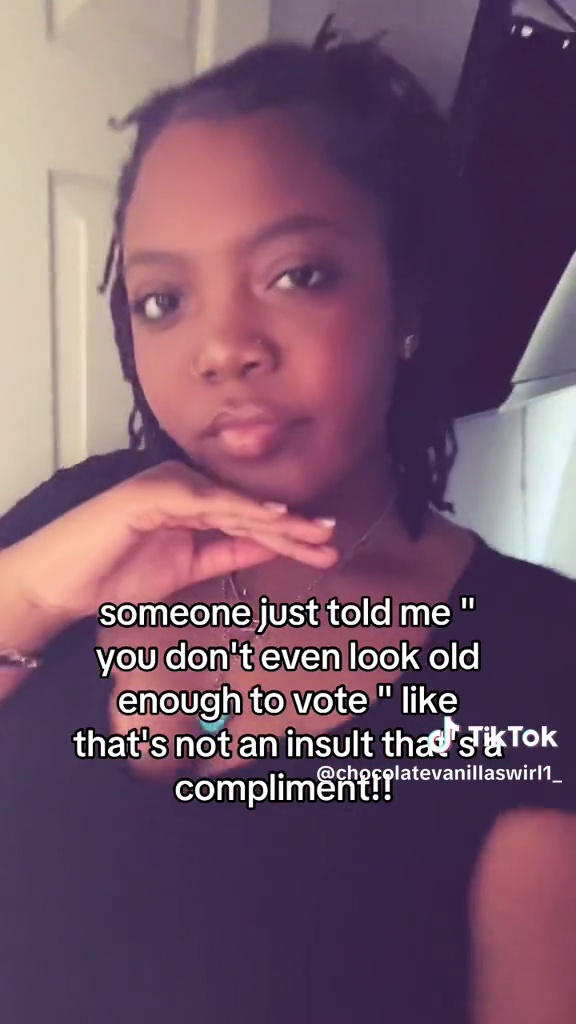 someone just told me "
you don't even look old
enough to vote " like
that's not an insult that's a
compliment!!
TikTok
@chocolatevanillaswirl1_